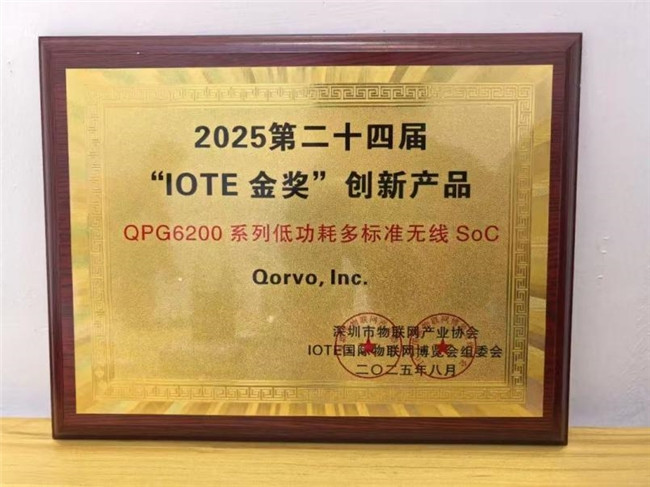 2025第二十四届
“IOTE 金奖”创新产品
QPG6200 系列低功耗多标准无线 SoC
Qorvo, Inc.
深圳市物联网产业协会
IOTE国际物联网博览会组委会
二〇二五年八月